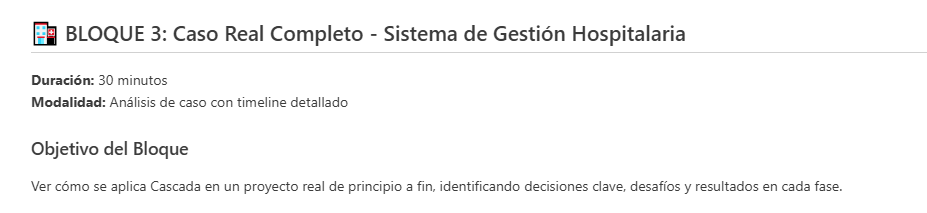 🏥 BLOQUE 3: Caso Real Completo - Sistema de Gestión Hospitalaria
Duración: 30 minutos
Modalidad: Análisis de caso con timeline detallado
Objetivo del Bloque
Ver cómo se aplica Cascada en un proyecto real de principio a fin, identificando decisiones clave, desafíos y resultados en cada fase.